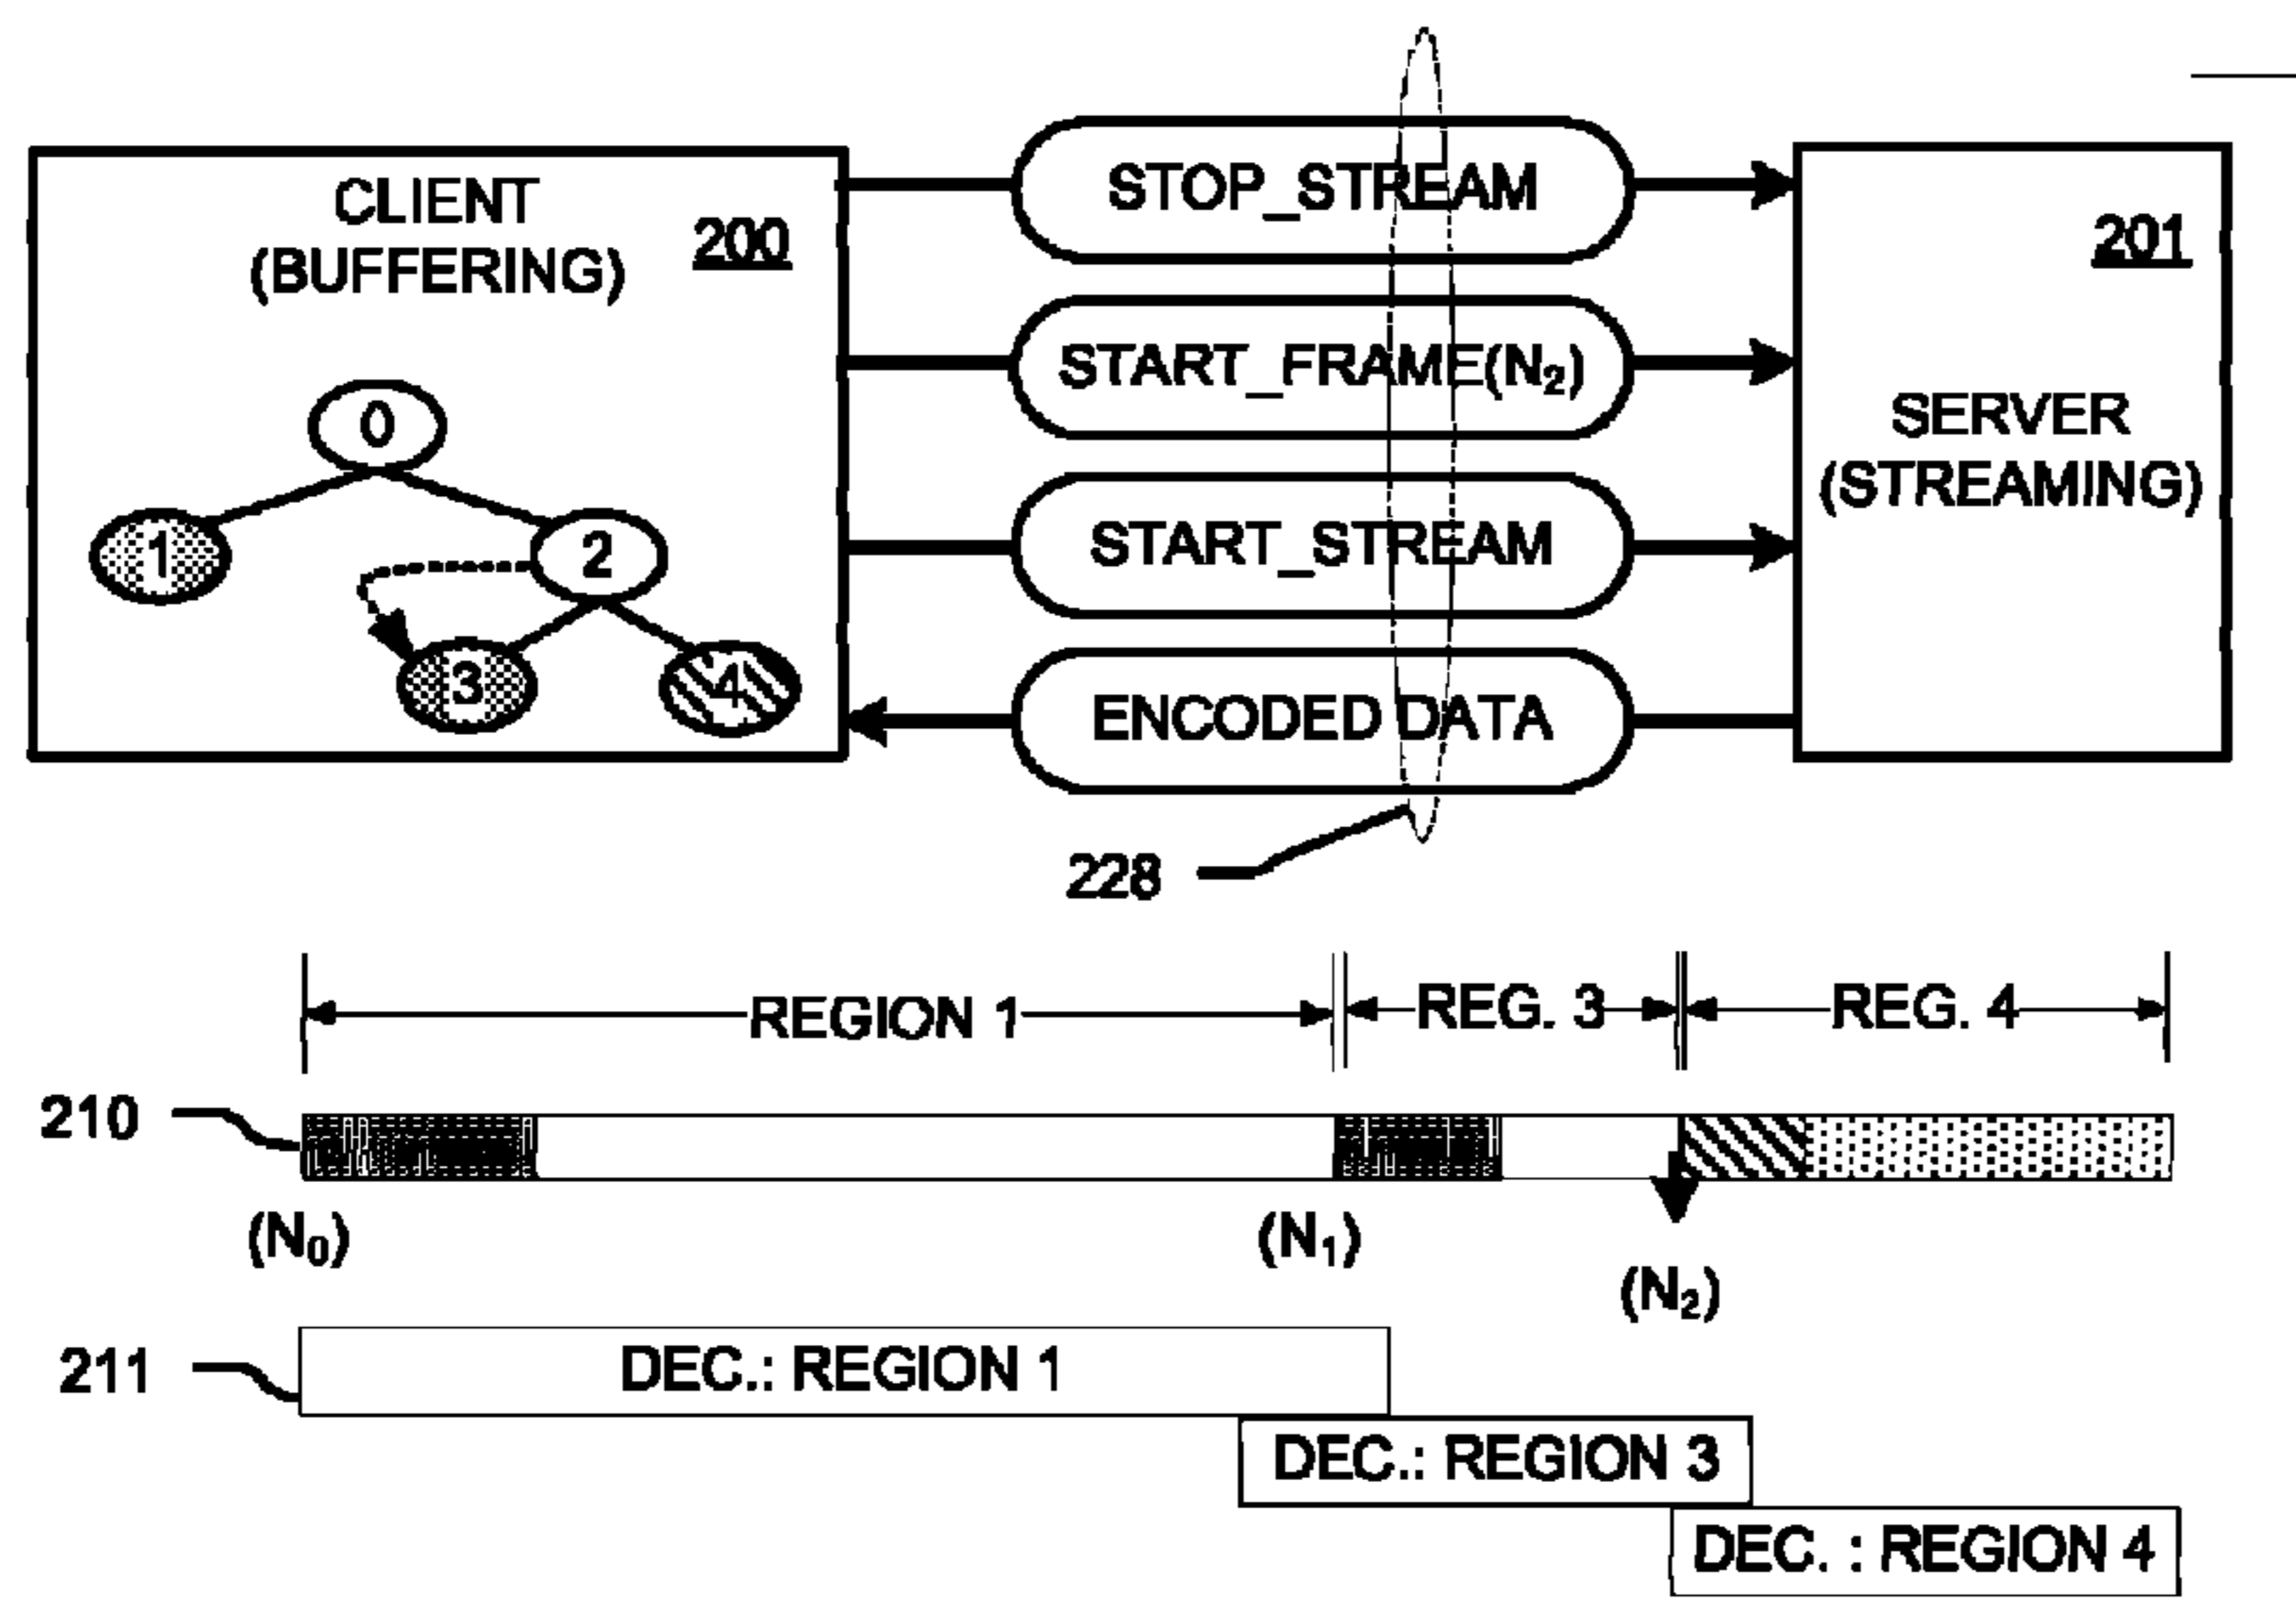 CLIENT
(BUFFERING)
200
0
1
2
3
4
STOP_STREAM
START_FRAME(N₂)
START_STREAM
ENCODED DATA
201
SERVER
(STREAMING)
228
REGION 1
REG. 3
REG. 4
210
(N₀)
(N₁)
(N₂)
211
DEC.: REGION 1
DEC.: REGION 3
DEC. : REGION 4